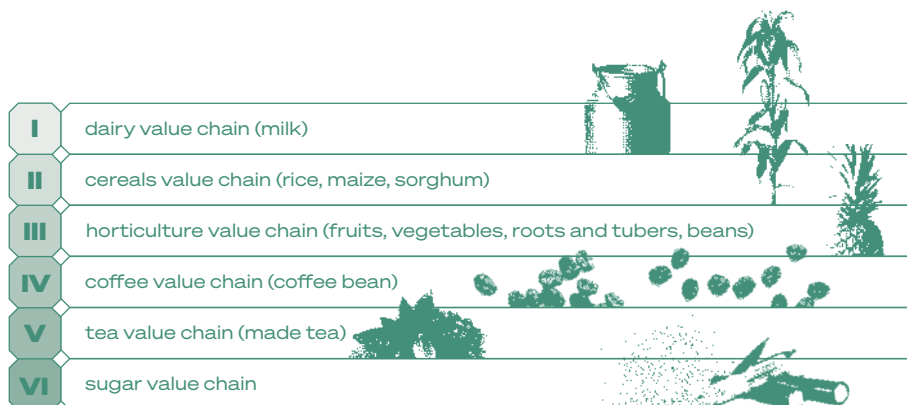 I
dairy value chain (milk)
II
cereals value chain (rice, maize, sorghum)
III
horticulture value chain (fruits, vegetables, roots and tubers, beans)
IV
coffee value chain (coffee bean)
V
tea value chain (made tea)
VI
sugar value chain